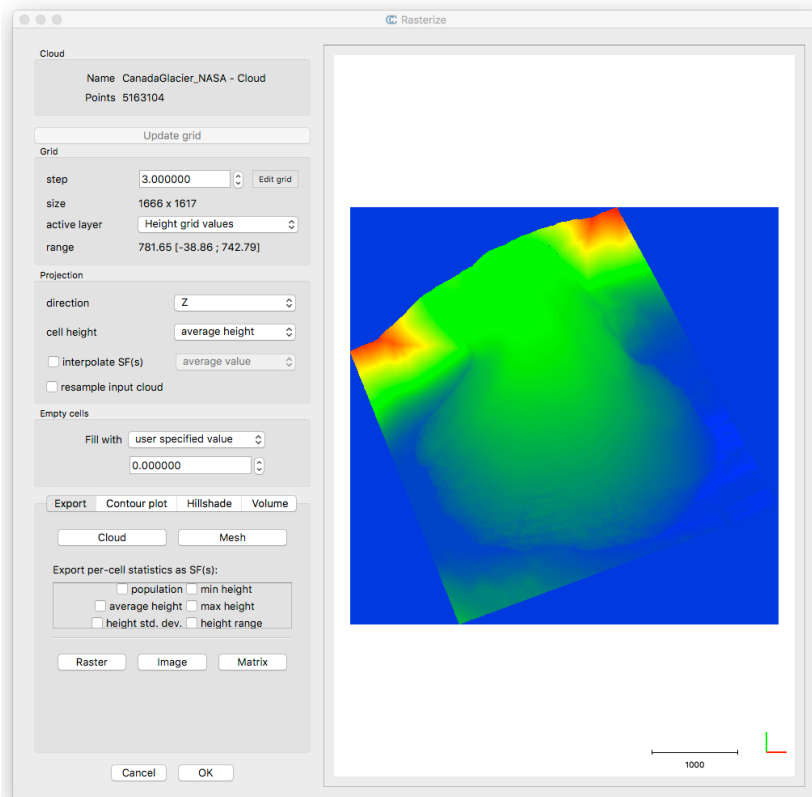 Rasterize
Cloud
Name CanadaGlacier_NASA - Cloud
Points 5163104
Update grid
Grid
step 3.000000 Edit grid
size 1666 x 1617
active layer Height grid values
range 781.65 [-38.86 ; 742.79]
Projection
direction Z
cell height average height
interpolate SF(s) average value
resample input cloud
Empty cells
Fill with user specified value
0.000000
Export Contour plot Hillshade Volume
Cloud Mesh
Export per-cell statistics as SF(s):
population min height
average height max height
height std. dev. height range
Raster Image Matrix
Cancel OK
1000